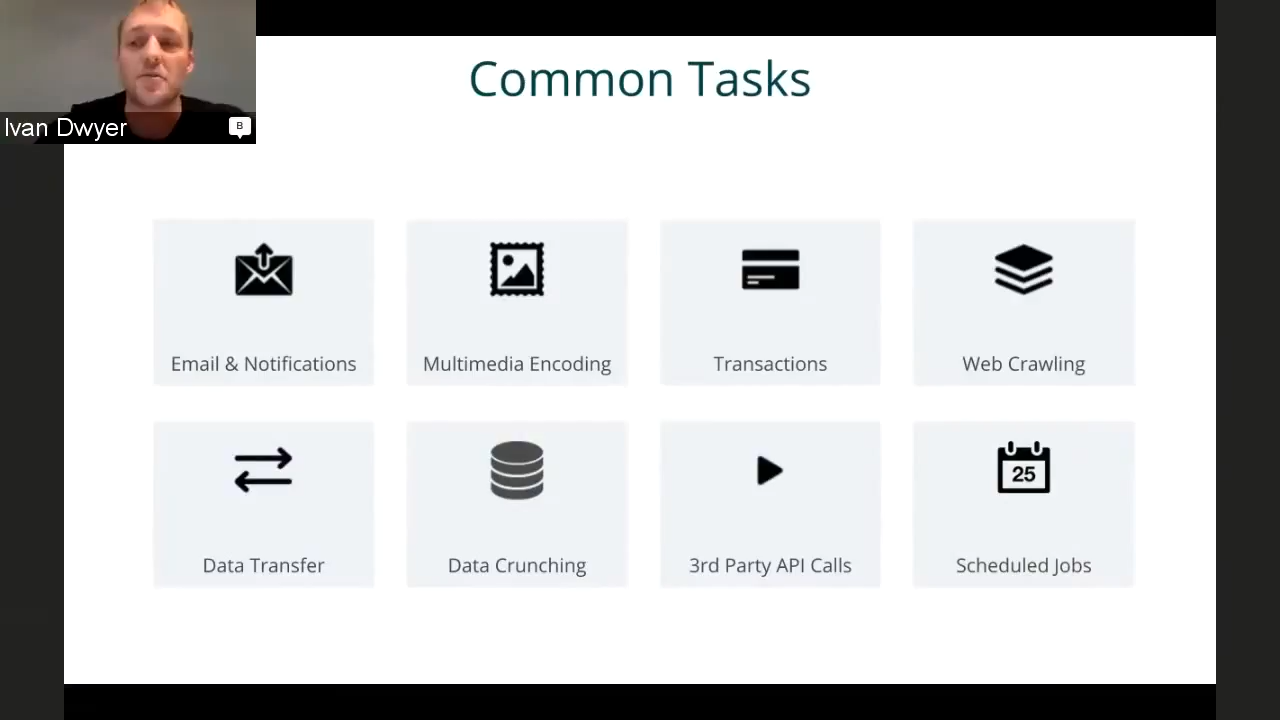 Ivan Dwyer
B
Common Tasks
Email & Notifications
Multimedia Encoding
Transactions
Web Crawling
Data Transfer
Data Crunching
3rd Party API Calls
25
Scheduled Jobs